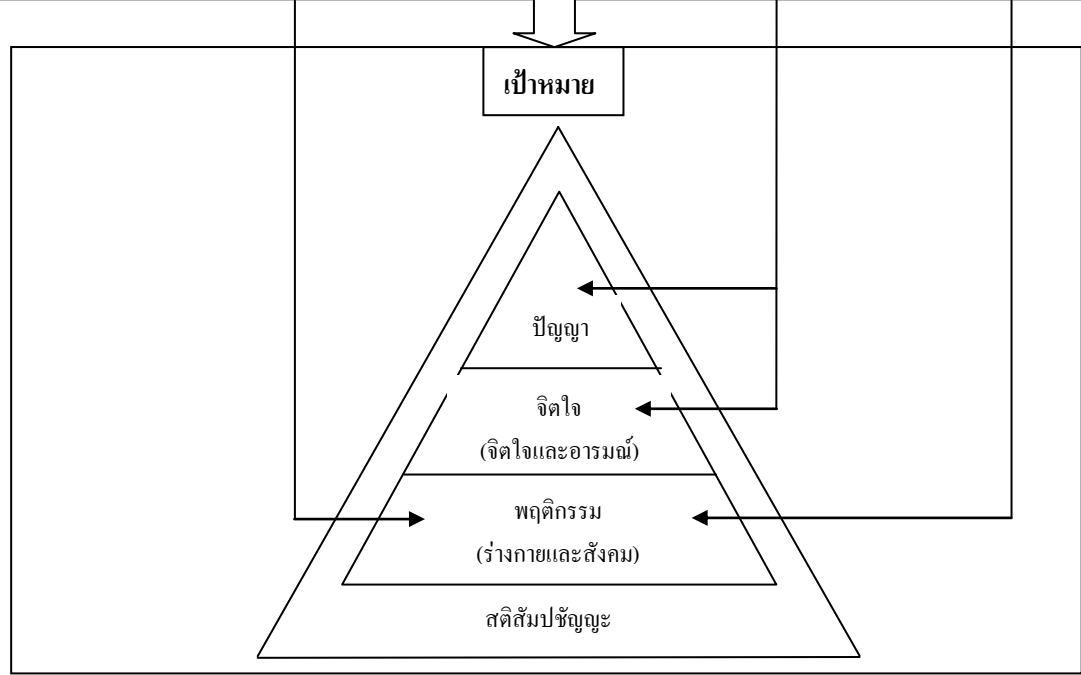 เป้าหมาย
ปัญญา
จิตใจ
(จิตใจและอารมณ์)
พฤติกรรม
(ร่างกายและสังคม)
สติสัมปชัญญะ